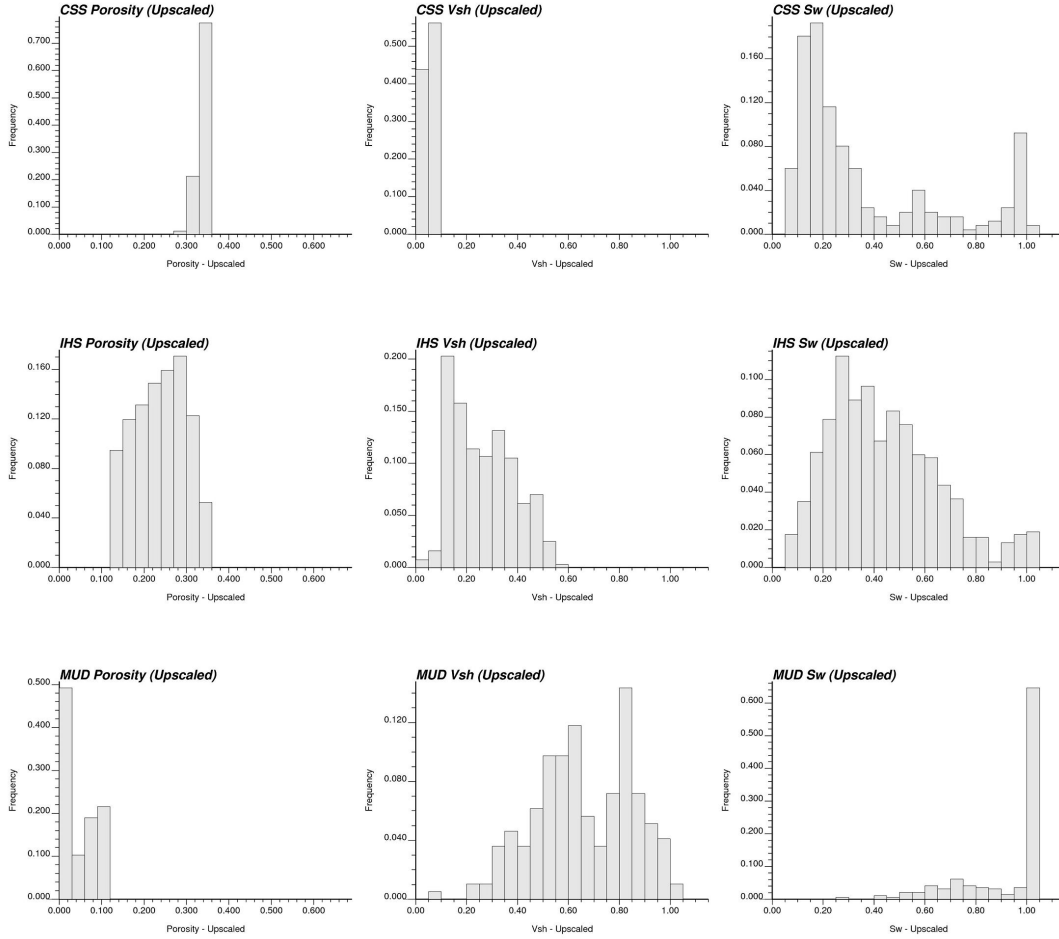 CSS Porosity (Upscaled)
Frequency
0.700
0.600
0.500
0.400
0.300
0.200
0.100
0.000
0.000 0.100 0.200 0.300 0.400 0.500 0.600
Porosity - Upscaled
CSS Vsh (Upscaled)
Frequency
0.500
0.400
0.300
0.200
0.100
0.000
0.00 0.20 0.40 0.60 0.80 1.00
Vsh - Upscaled
CSS Sw (Upscaled)
Frequency
0.160
0.120
0.080
0.040
0.000
0.00 0.20 0.40 0.60 0.80 1.00
Sw - Upscaled
IHS Porosity (Upscaled)
Frequency
0.160
0.120
0.080
0.040
0.000
0.000 0.100 0.200 0.300 0.400 0.500 0.600
Porosity - Upscaled
IHS Vsh (Upscaled)
Frequency
0.200
0.150
0.100
0.050
0.000
0.00 0.20 0.40 0.60 0.80 1.00
Vsh - Upscaled
IHS Sw (Upscaled)
Frequency
0.100
0.080
0.060
0.040
0.020
0.000
0.00 0.20 0.40 0.60 0.80 1.00
Sw - Upscaled
MUD Porosity (Upscaled)
Frequency
0.500
0.400
0.300
0.200
0.100
0.000
0.000 0.100 0.200 0.300 0.400 0.500 0.600
Porosity - Upscaled
MUD Vsh (Upscaled)
Frequency
0.120
0.080
0.040
0.000
0.00 0.20 0.40 0.60 0.80 1.00
Vsh - Upscaled
MUD Sw (Upscaled)
Frequency
0.600
0.500
0.400
0.300
0.200
0.100
0.000
0.00 0.20 0.40 0.60 0.80 1.00
Sw - Upscaled